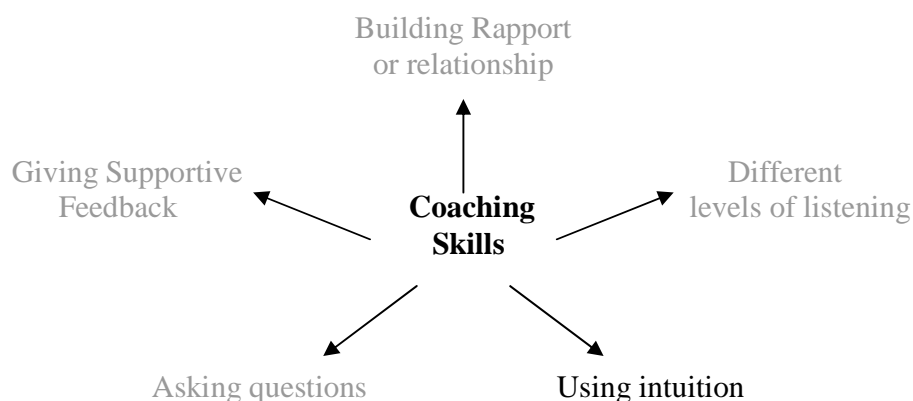 Building Rapport
or relationship
Giving Supportive
Feedback
Different
levels of listening
Coaching
Skills
Asking questions
Using intuition